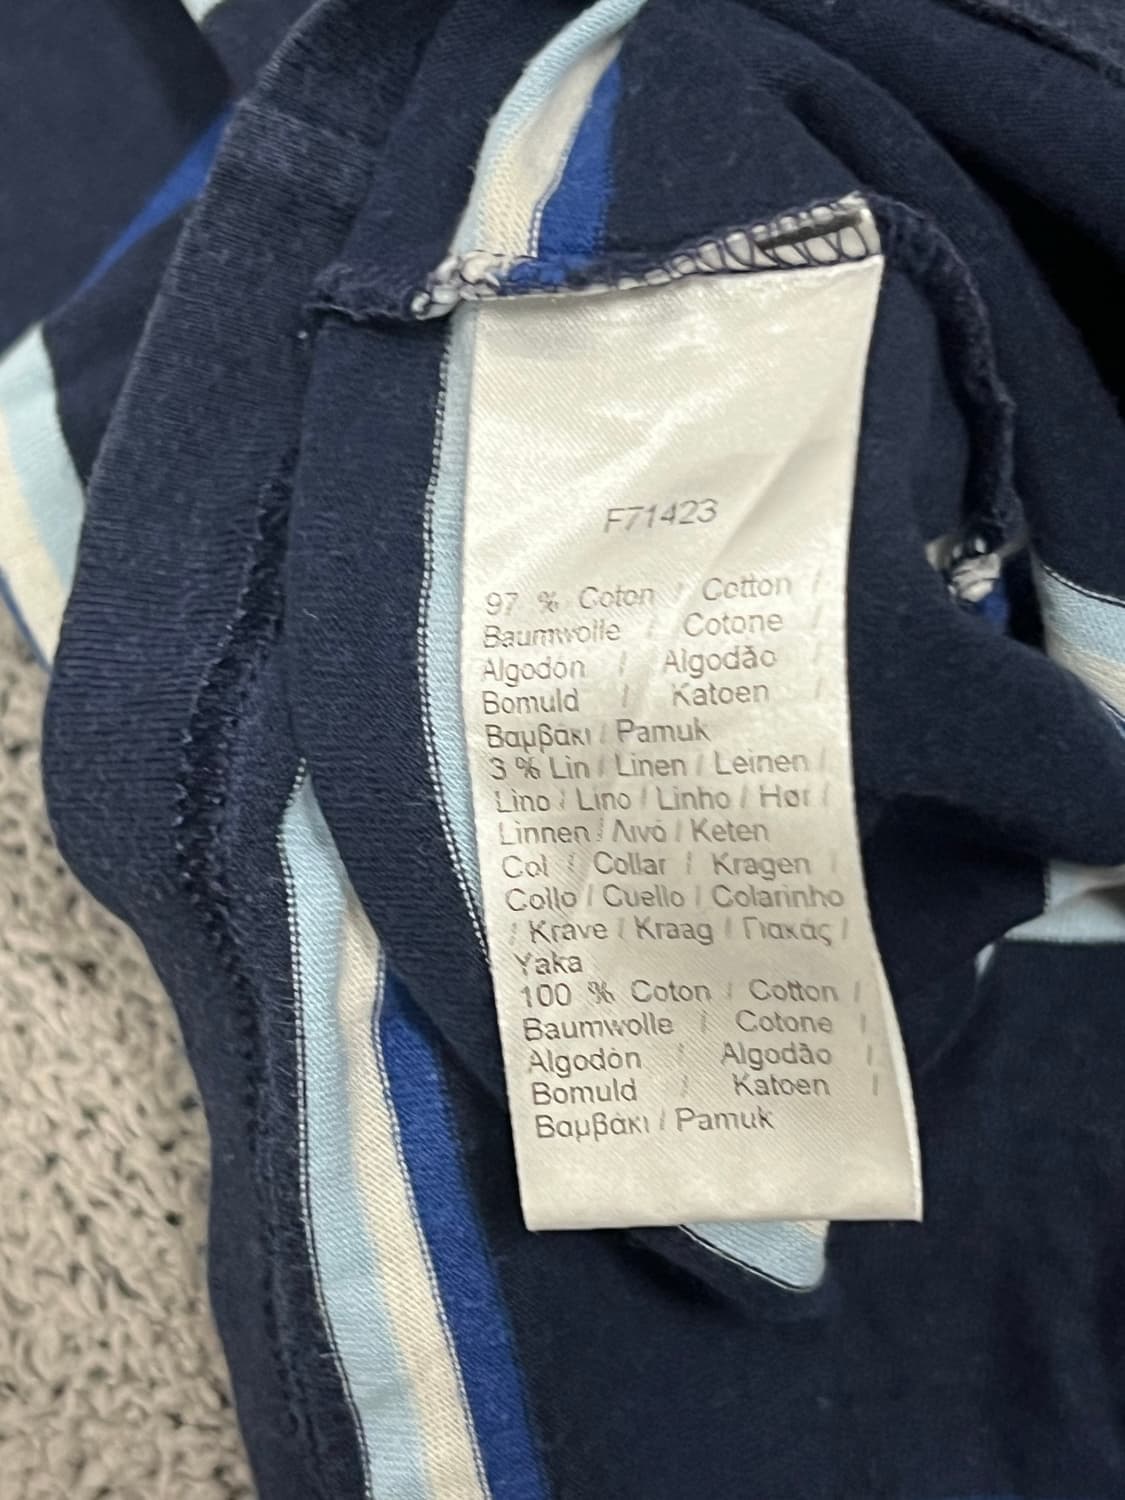 F71423
97 % Coton / Cotton /
Baumwolle / Cotone /
Algodón / Algodão /
Bomuld / Katoen /
Βαμβάκι / Pamuk
3 % Lin / Linen / Leinen /
Lino / Lino / Linho / Hør /
Linnen / Λινό / Keten
Col / Collar / Kragen /
Collo / Cuello / Colarinho
/ Krave / Kraag / Γιακάς /
Yaka
100 % Coton / Cotton /
Baumwolle / Cotone /
Algodón / Algodão /
Bomuld / Katoen /
Βαμβάκι / Pamuk